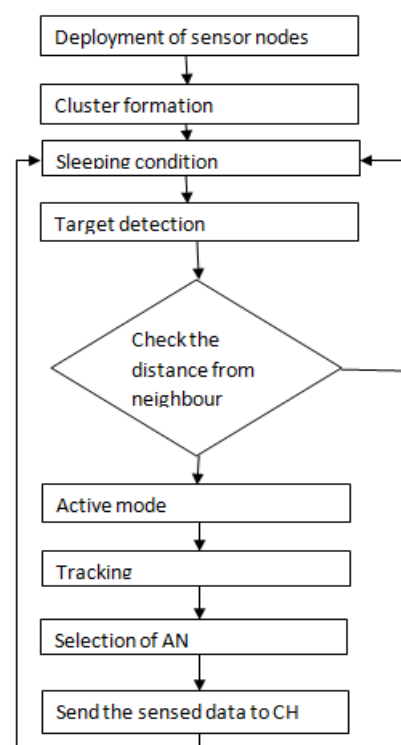 Deployment of sensor nodes
Cluster formation
Sleeping condition
Target detection
Check the
distance from
neighbour
Active mode
Tracking
Selection of AN
Send the sensed data to CH